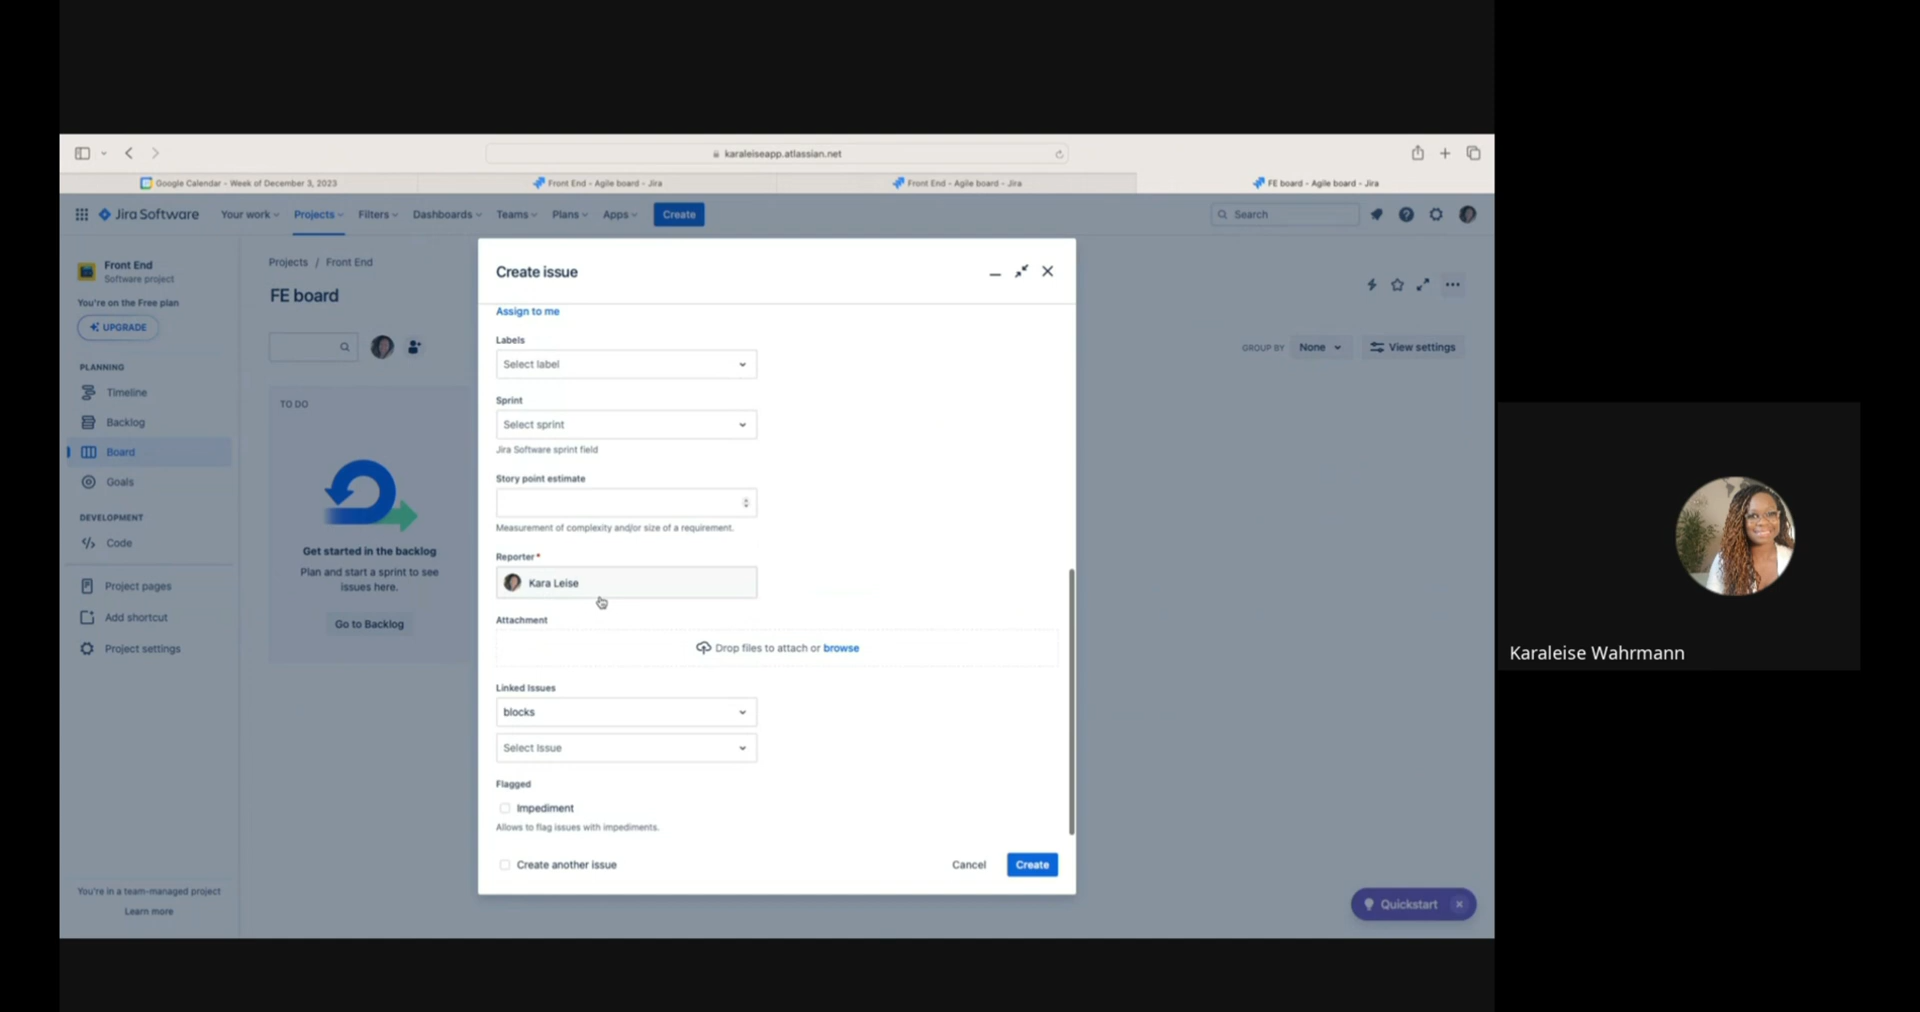 karaleiseapp.atlassian.net
Google Calendar - Week of December 3, 2023
Front End - Agile board - Jira
Front End - Agile board - Jira
FE board - Agile board - Jira
Jira Software
Your work
Projects
Filters
Dashboards
Teams
Plans
Apps
Create
Search
Front End
Software project
You're on the Free plan
UPGRADE
PLANNING
Timeline
Backlog
Board
Goals
DEVELOPMENT
Code
Project pages
Add shortcut
Project settings
You're in a team-managed project
Learn more
Projects / Front End
FE board
TO DO
Get started in the backlog
Plan and start a sprint to see
issues here.
Go to Backlog
GROUP BY
None
View settings
Create issue
Assign to me
Labels
Select label
Sprint
Select sprint
Jira Software sprint field
Story point estimate
Measurement of complexity and/or size of a requirement.
Reporter*
Kara Leise
Attachment
Drop files to attach or browse
Linked Issues
blocks
Select Issue
Flagged
Impediment
Allows to flag issues with impediments.
Create another issue
Cancel
Create
Quickstart
Karaleise Wahrmann